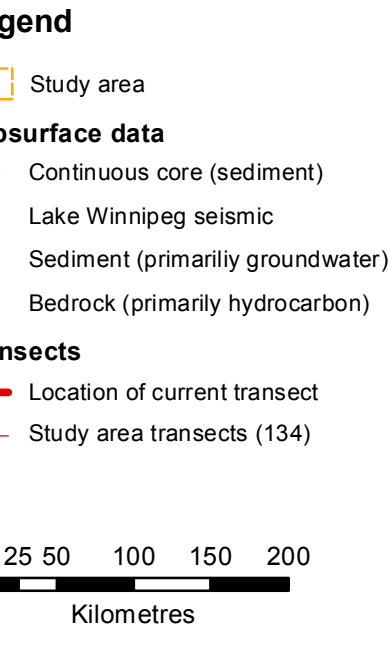 gend
Study area
bsurface data
Continuous core (sediment)
Lake Winnipeg seismic
Sediment (primariliy groundwater)
Bedrock (primarily hydrocarbon)
nsects
Location of current transect
Study area transects (134)
25 50 100 150 200
Kilometres